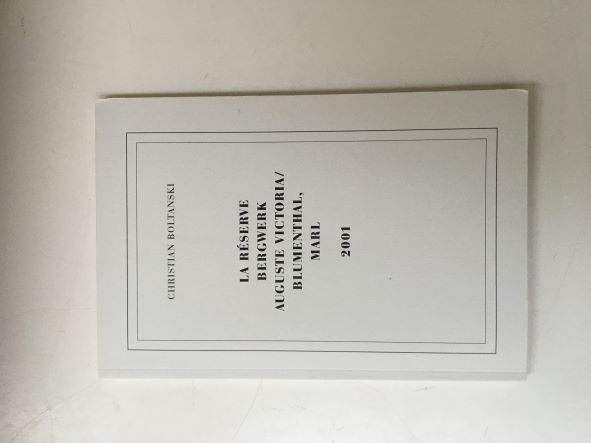 CHRISTIAN BOLTANSKI
LA RÉSERVE
BERGWERK
AUGUSTE VICTORIA/
BLUMENTHAL,
MARL
2001